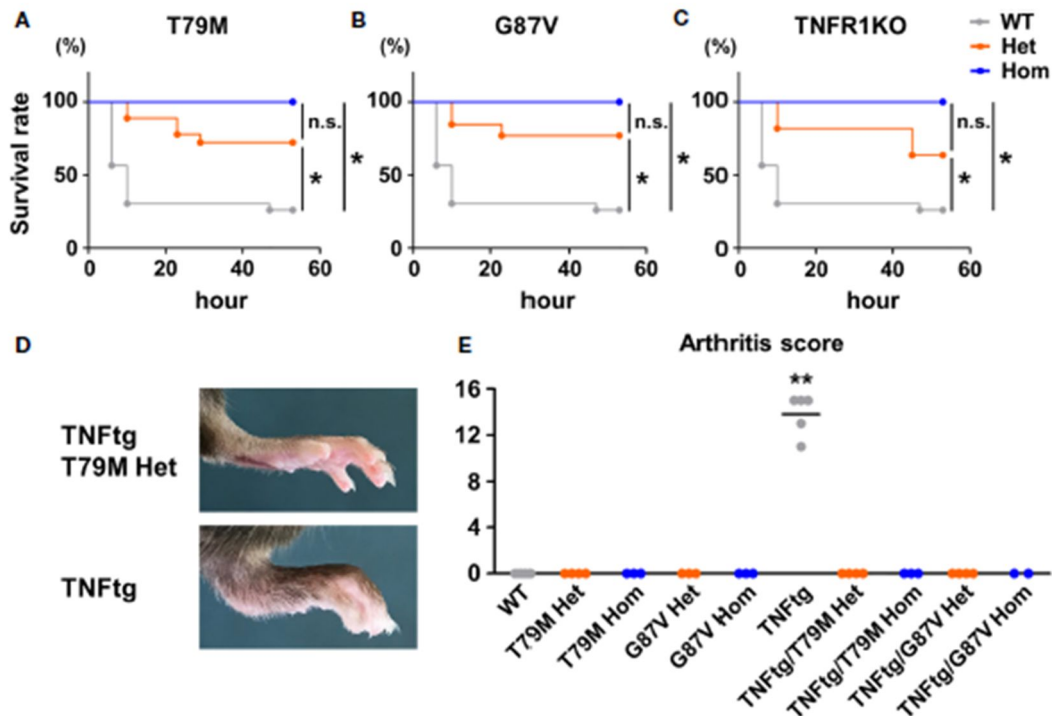 A
T79M
B
G87V
C
TNFR1KO
WT
Het
Hom
(%)
(%)
(%)
Survival rate
100
50
0
n.s.
*
*
0 20 40 60
hour
100
50
0
n.s.
*
*
0 20 40 60
hour
100
50
0
n.s.
*
*
0 20 40 60
hour
D
TNFtg
T79M Het
TNFtg
E
Arthritis score
16
12
8
4
0
**
WT
T79M Het
T79M Hom
G87V Het
G87V Hom
TNFtg
TNFtg/T79M Het
TNFtg/T79M Hom
TNFtg/G87V Het
TNFtg/G87V Hom